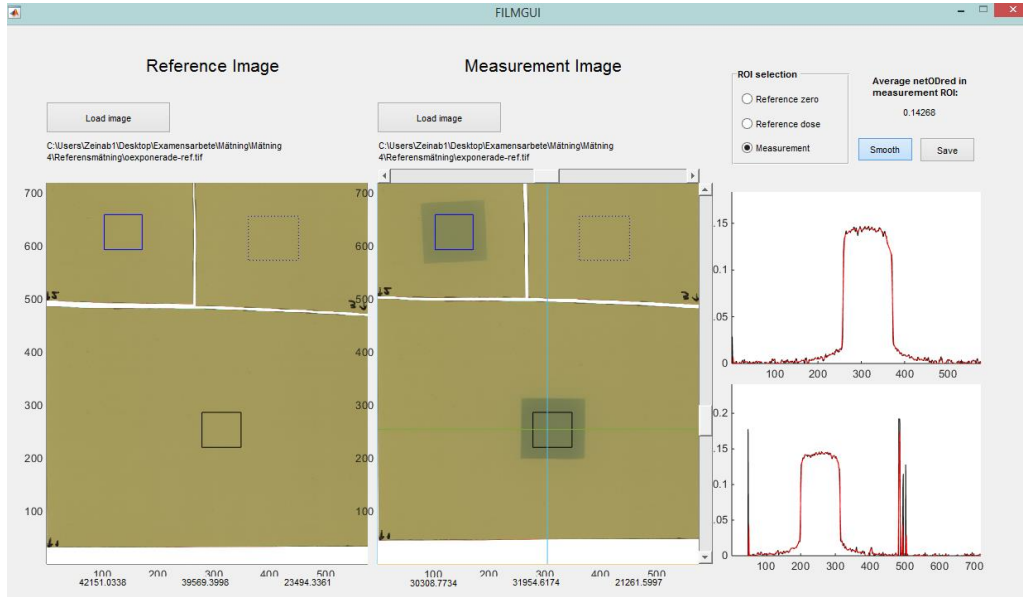 FILMGUI
Reference Image
Measurement Image
ROI selection
Reference zero
Reference dose
Measurement
Average netODred in
measurement ROI:
0.14268
Load image
Load image
Smooth
Save
C:\Users\Zeinab1\Desktop\Examensarbete\Mätning\Mätning
4\Referensmätning\exponerade-ref.tif
C:\Users\Zeinab1\Desktop\Examensarbete\Mätning\Mätning
4\Referensmätning\exponerade-ref.tif
700
600
500
400
300
200
100
100 200 300 400 500
42151.0338 39569.3998 23494.3361
700
600
500
400
300
200
100
100 200 300 400 500
30308.7734 31954.6174 21261.5997
.15
0.1
.05
0
100 200 300 400 500
0.2
.15
0.1
.05
0
100 200 300 400 500 600 700